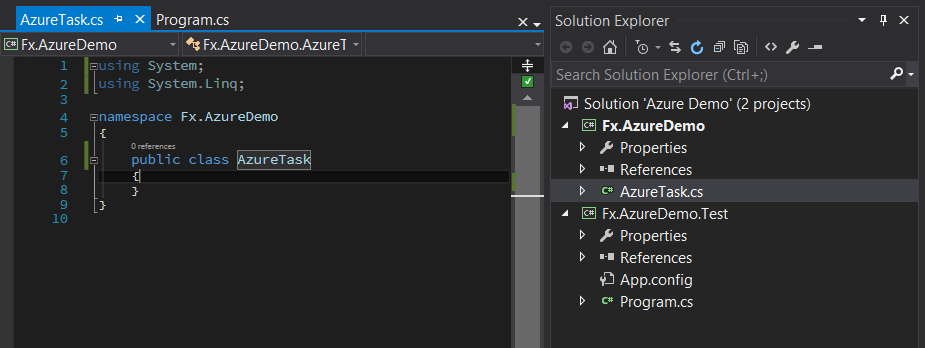 AzureTask.cs Program.cs
Fx.AzureDemo Fx.AzureDemo.AzureT
1 using System;
2 using System.Linq;
3
4 namespace Fx.AzureDemo
5 {
0 references
6 public class AzureTask
7 {
8 }
9 }
10
Solution Explorer
Search Solution Explorer (Ctrl+;)
Solution 'Azure Demo' (2 projects)
C# Fx.AzureDemo
Properties
References
C# AzureTask.cs
C# Fx.AzureDemo.Test
Properties
References
App.config
C# Program.cs